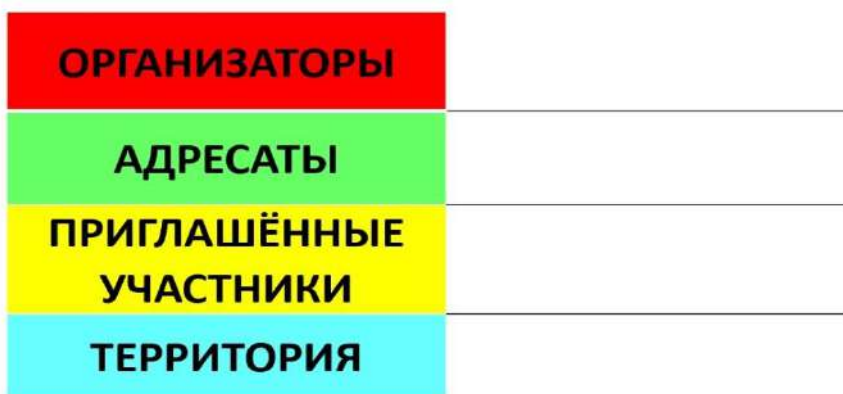 ОРГАНИЗАТОРЫ
АДРЕСАТЫ
ПРИГЛАШЁННЫЕ
УЧАСТНИКИ
ТЕРРИТОРИЯ